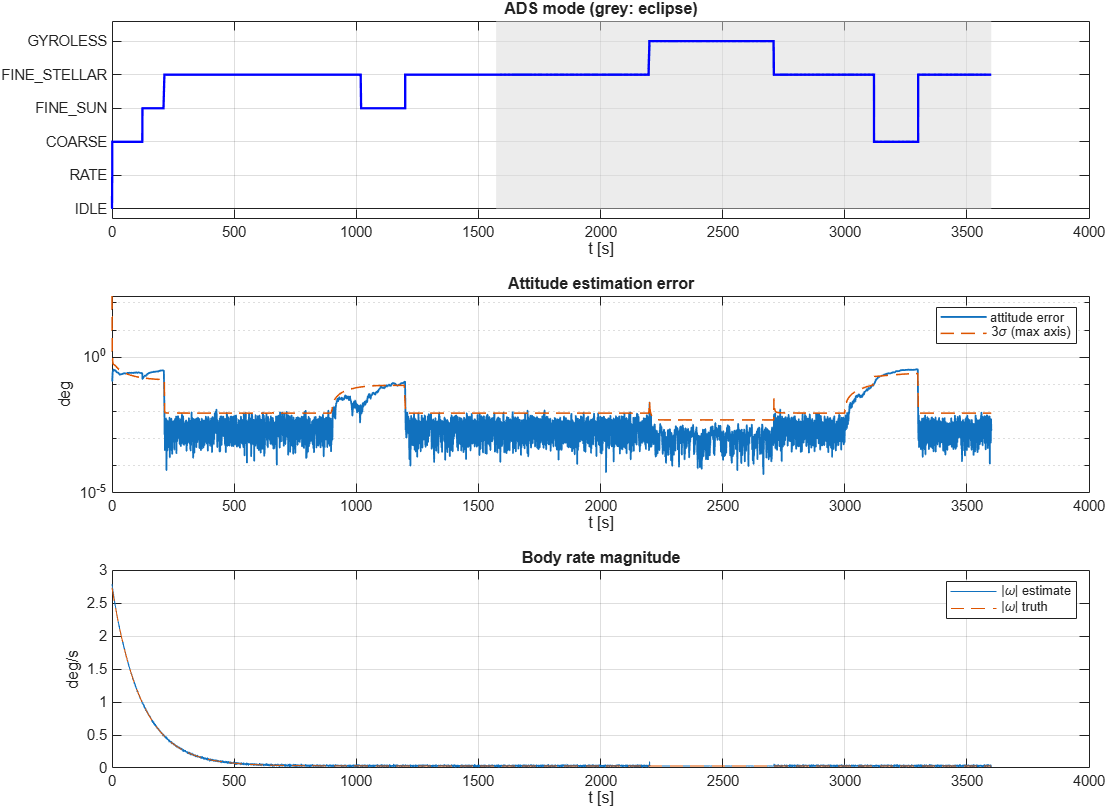 ADS mode (grey: eclipse)
GYROLESS
FINE_STELLAR
FINE_SUN
COARSE
RATE
IDLE
0 500 1000 1500 2000 2500 3000 3500 4000
t [s]
Attitude estimation error
attitude error
3σ (max axis)
10^0
10^-5
deg
0 500 1000 1500 2000 2500 3000 3500 4000
t [s]
Body rate magnitude
|ω| estimate
|ω| truth
3
2.5
2
1.5
1
0.5
0
deg/s
0 500 1000 1500 2000 2500 3000 3500 4000
t [s]